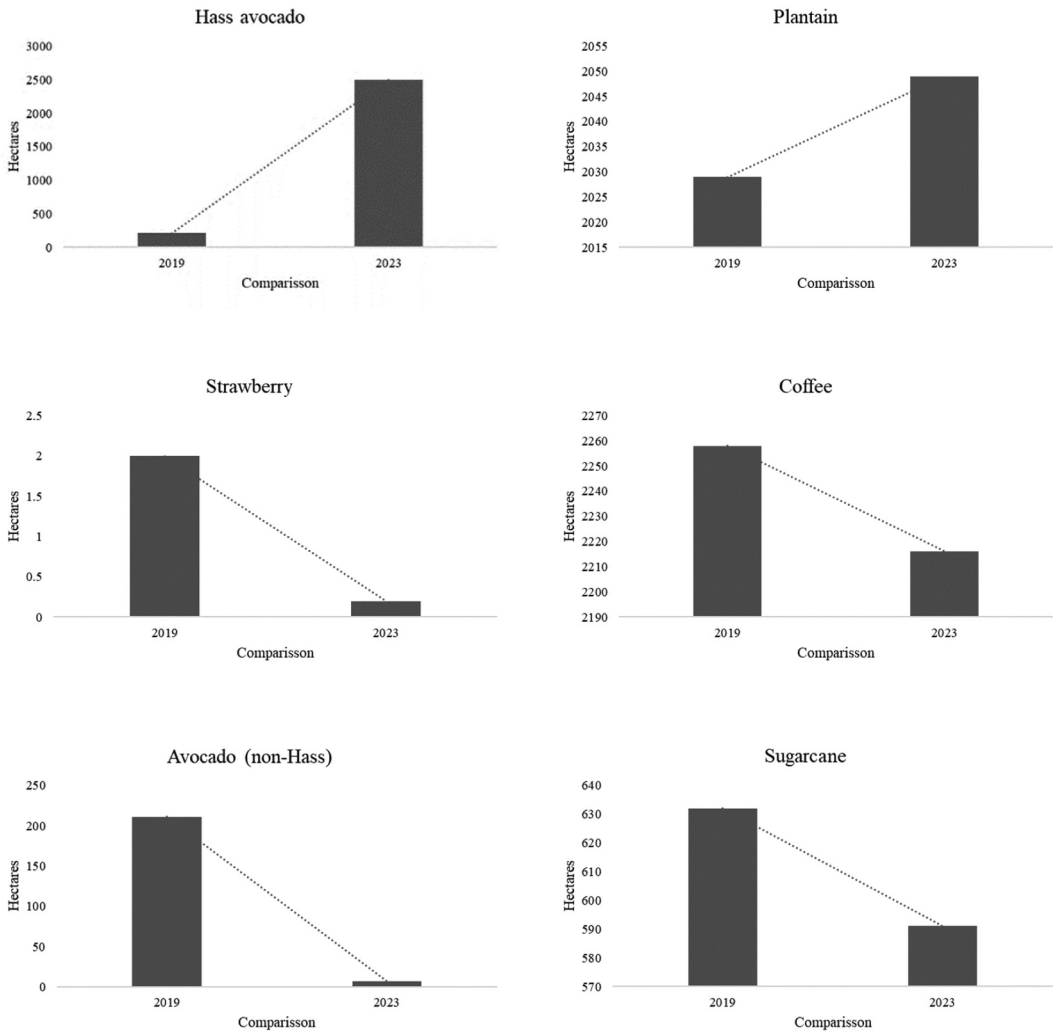 Hass avocado
3000
2500
2000
1500
1000
500
0
Hectares
2019 2023
Comparisson
Plantain
2055
2050
2045
2040
2035
2030
2025
2020
2015
Hectares
2019 2023
Comparisson
Strawberry
2.5
2
1.5
1
0.5
0
Hectares
2019 2023
Comparisson
Coffee
2270
2260
2250
2240
2230
2220
2210
2200
2190
Hectares
2019 2023
Comparisson
Avocado (non-Hass)
250
200
150
100
50
0
Hectares
2019 2023
Comparisson
Sugarcane
640
630
620
610
600
590
580
570
Hectares
2019 2023
Comparisson